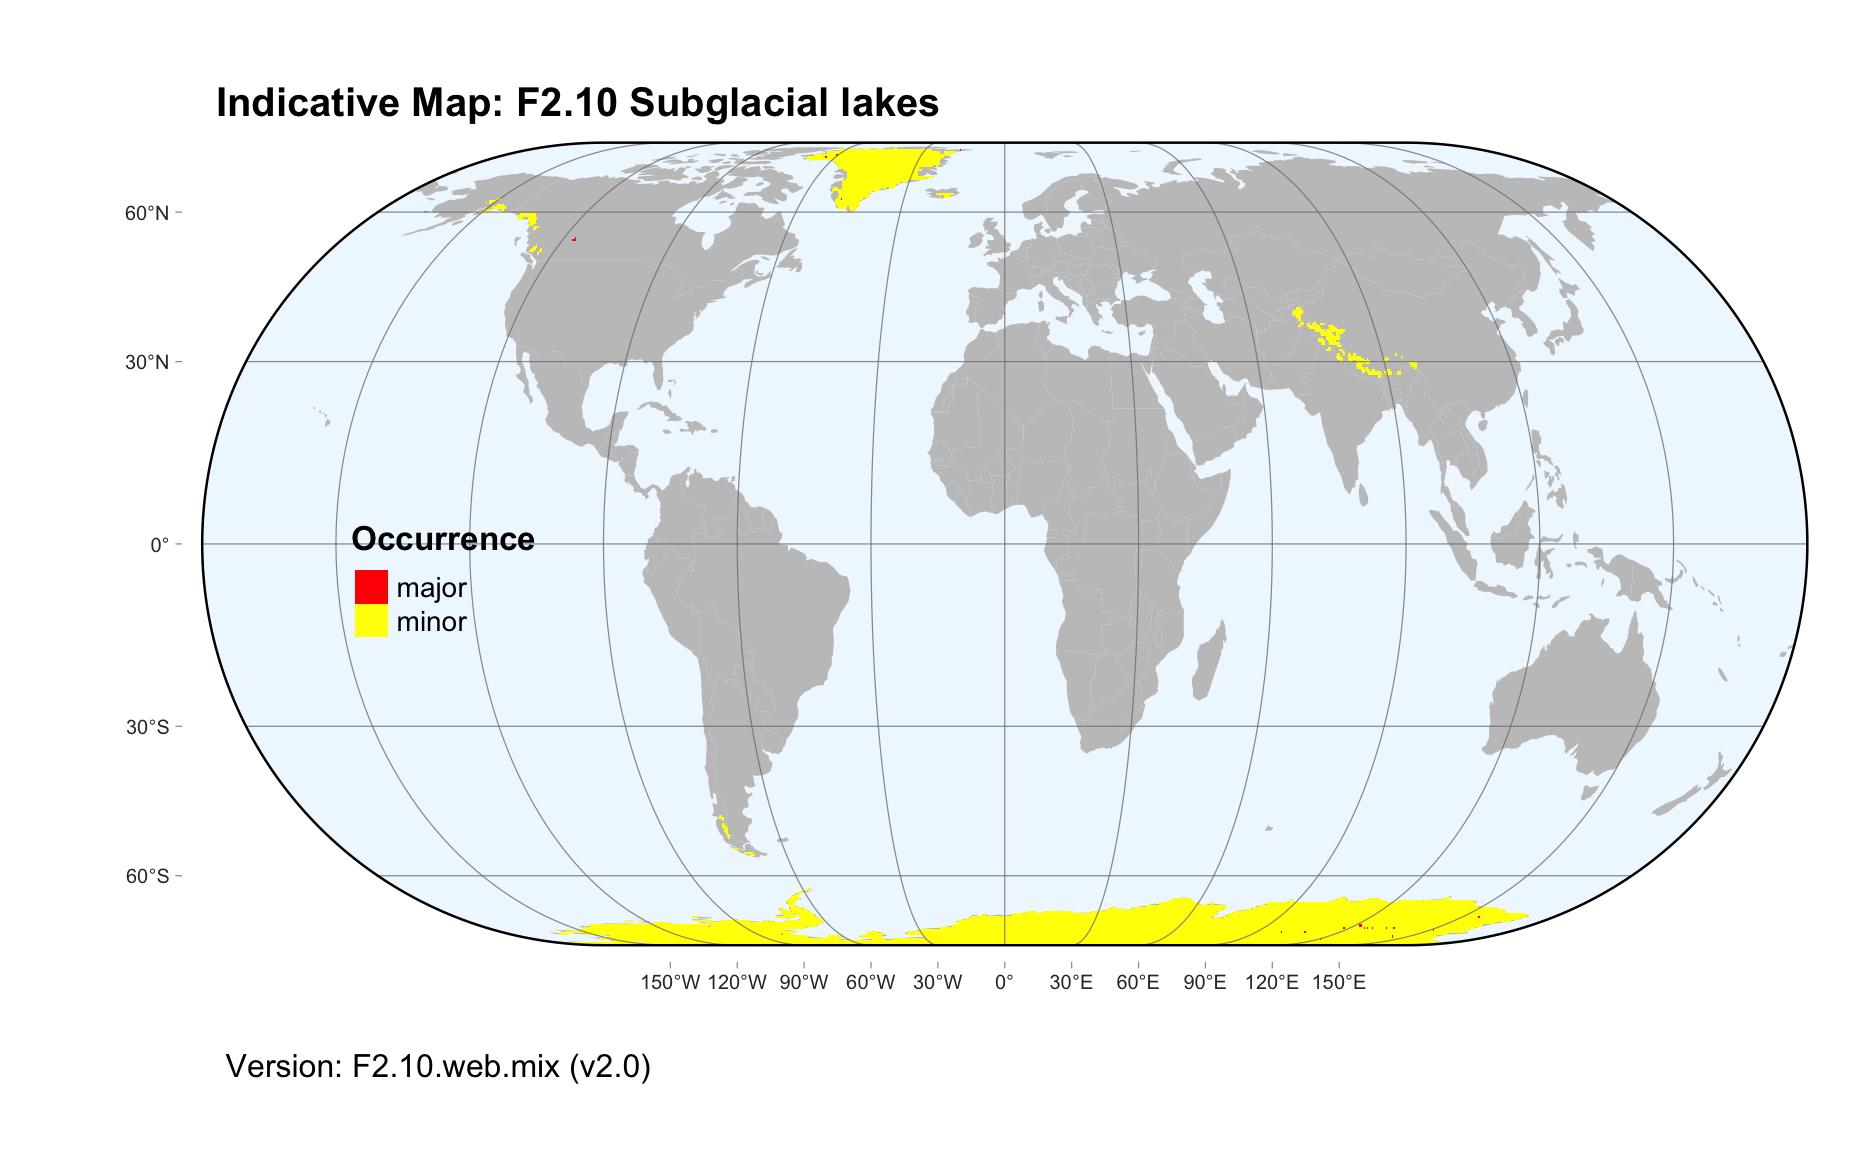 Indicative Map: F2.10 Subglacial lakes
60°N
30°N
0°
30°S
60°S
Occurrence
major
minor
150°W 120°W 90°W 60°W 30°W 0° 30°E 60°E 90°E 120°E 150°E
Version: F2.10.web.mix (v2.0)